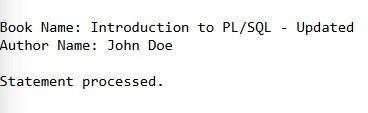 Book Name: Introduction to PL/SQL - Updated
Author Name: John Doe
Statement processed.